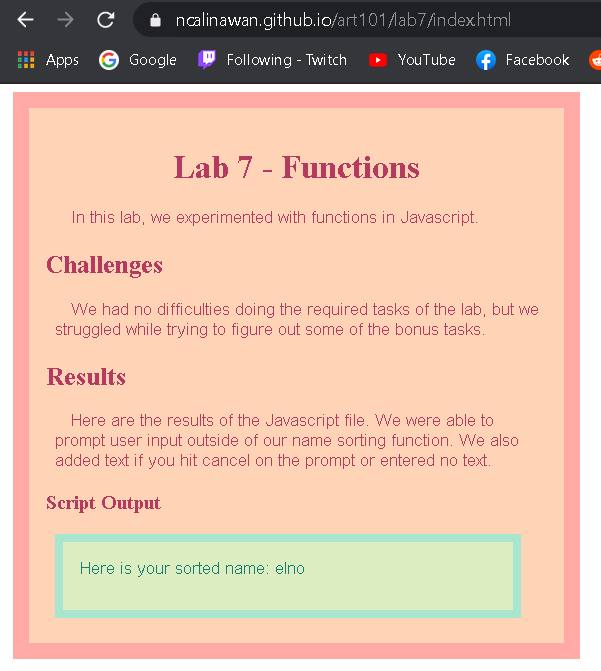 ncalinawan.github.io/art101/lab7/index.html
Apps Google Following - Twitch YouTube Facebook
Lab 7 - Functions
In this lab, we experimented with functions in Javascript.
Challenges
We had no difficulties doing the required tasks of the lab, but we
struggled while trying to figure out some of the bonus tasks.
Results
Here are the results of the Javascript file. We were able to
prompt user input outside of our name sorting function. We also
added text if you hit cancel on the prompt or entered no text.
Script Output
Here is your sorted name: elno